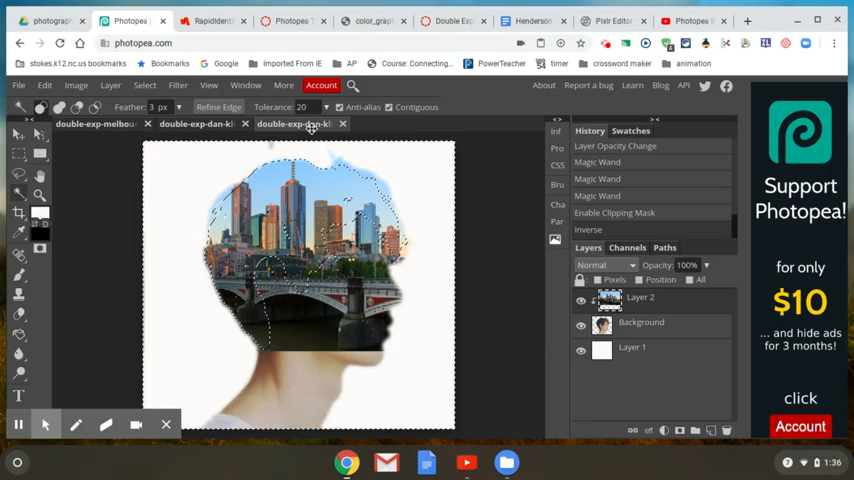 photograph
Photopea |
RapidIdenti
Photopea T
color_grap
Double Exp
Henderson
Pixlr Editor
Photopea B
photopea.com
stokes.k12.nc.us bookmarks
Bookmarks
Google
Imported From IE
AP
Course: Connecting...
PowerTeacher
timer
crossword maker
animation
File Edit Image Layer Select Filter View Window More Account
About Report a bug Learn Blog API
Feather: 3 px Refine Edge Tolerance: 20 Anti-alias Contiguous
double-exp-melbou double-exp-dan-kli double-exp-dan-kli
Inf
Pro
CSS
Bru
Cha
Par
History Swatches
Layer Opacity Change
Magic Wand
Magic Wand
Magic Wand
Enable Clipping Mask
Inverse
Layers Channels Paths
Normal Opacity: 100%
Pixels Position All
Layer 2
Background
Layer 1
eff
D
T
Support
Photopea!
for only
$10
... and hide ads
for 3 months!
click
Account
7 1:36